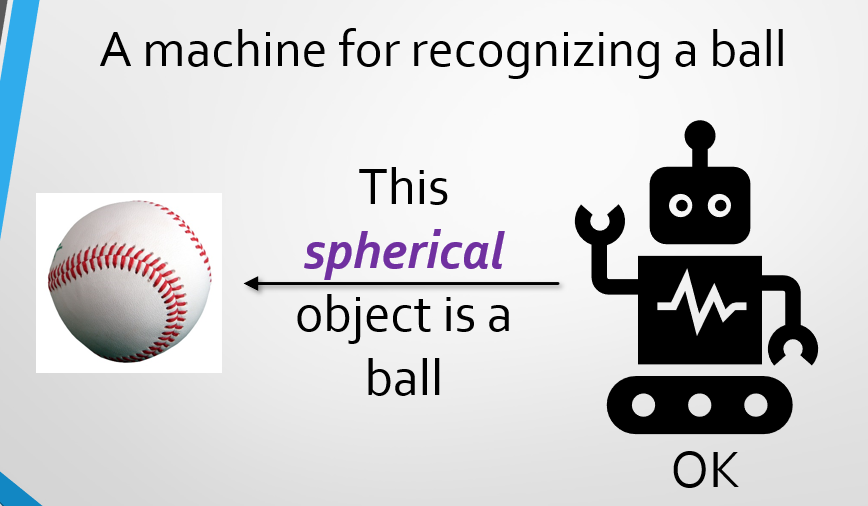 A machine for recognizing a ball
This
spherical
object is a
ball
OK